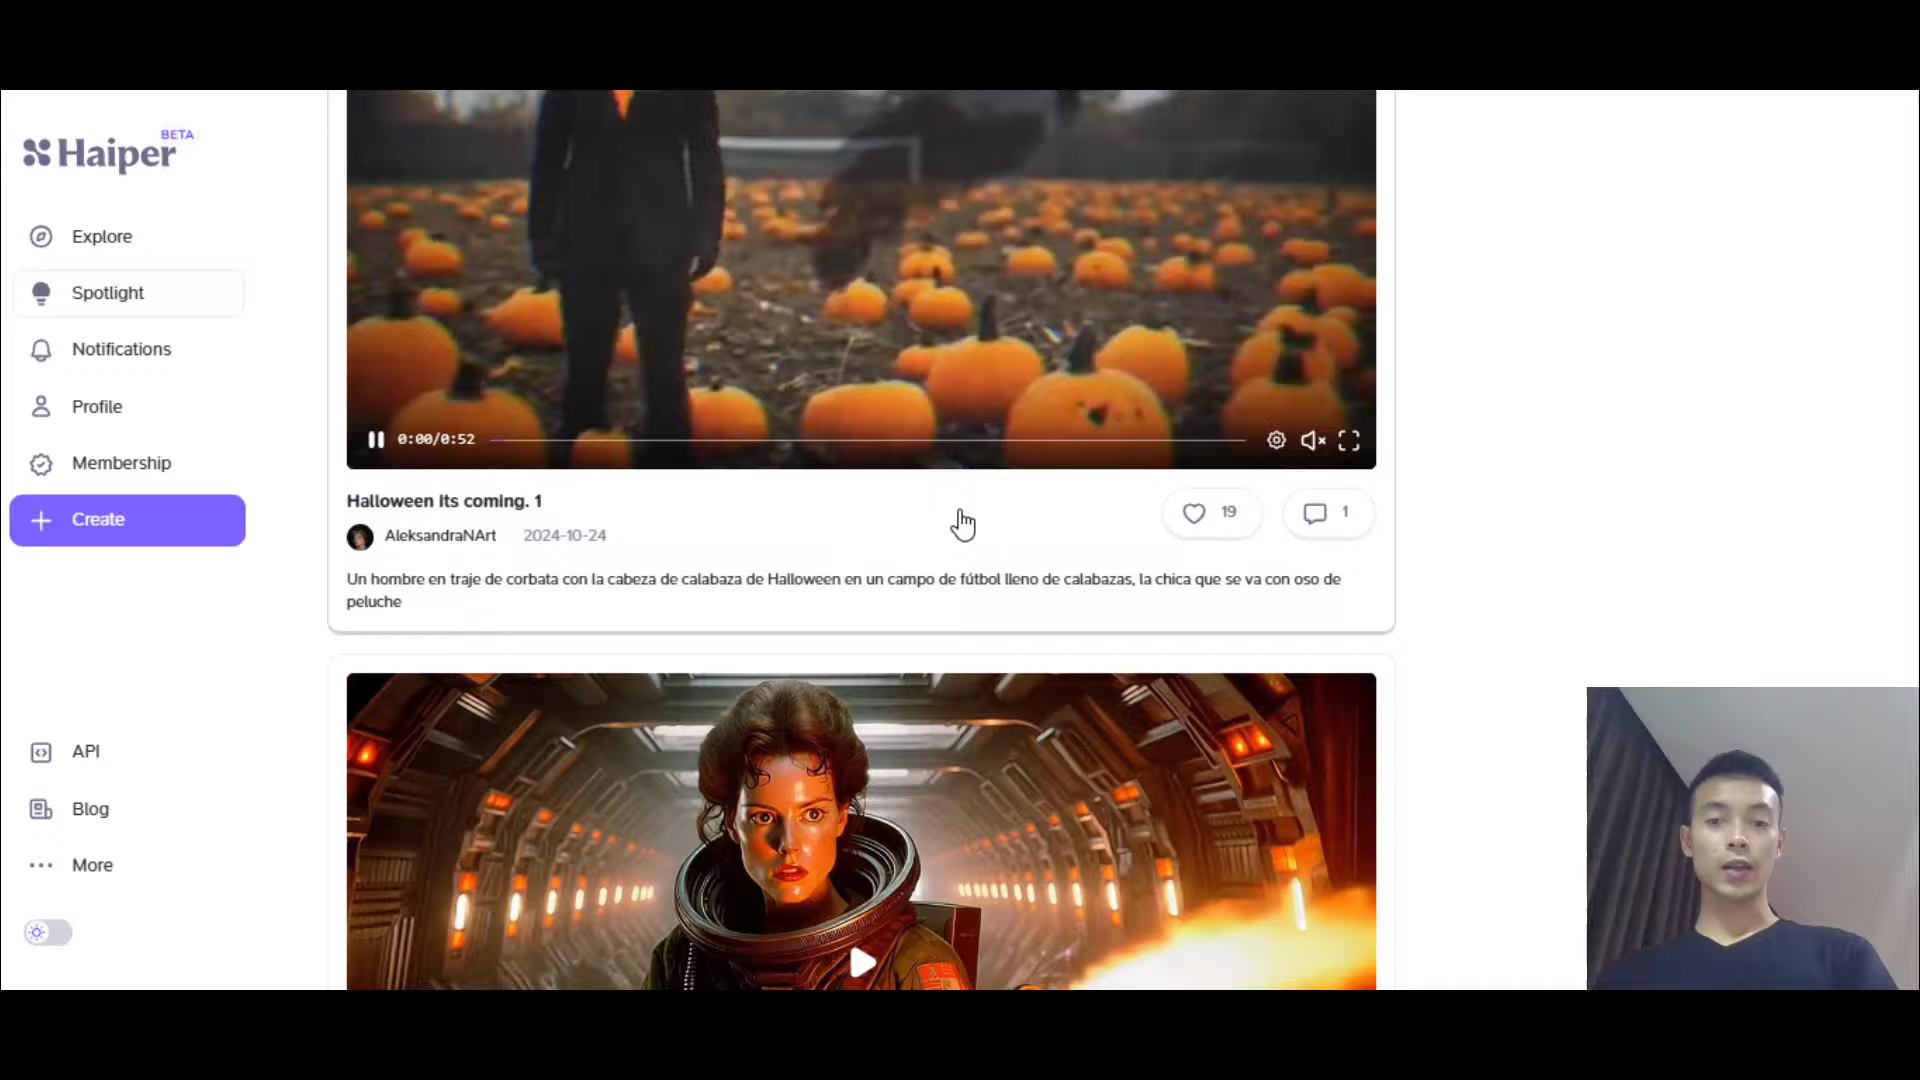 BETA
Haiper
Explore
Spotlight
Notifications
Profile
Membership
Create
API
Blog
More
0:00/0:52
Halloween Its coming. 1
AleksandraNArt 2024-10-24
19
1
Un hombre en traje de corbata con la cabeza de calabaza de Halloween en un campo de fútbol lleno de calabazas, la chica que se va con oso de
peluche